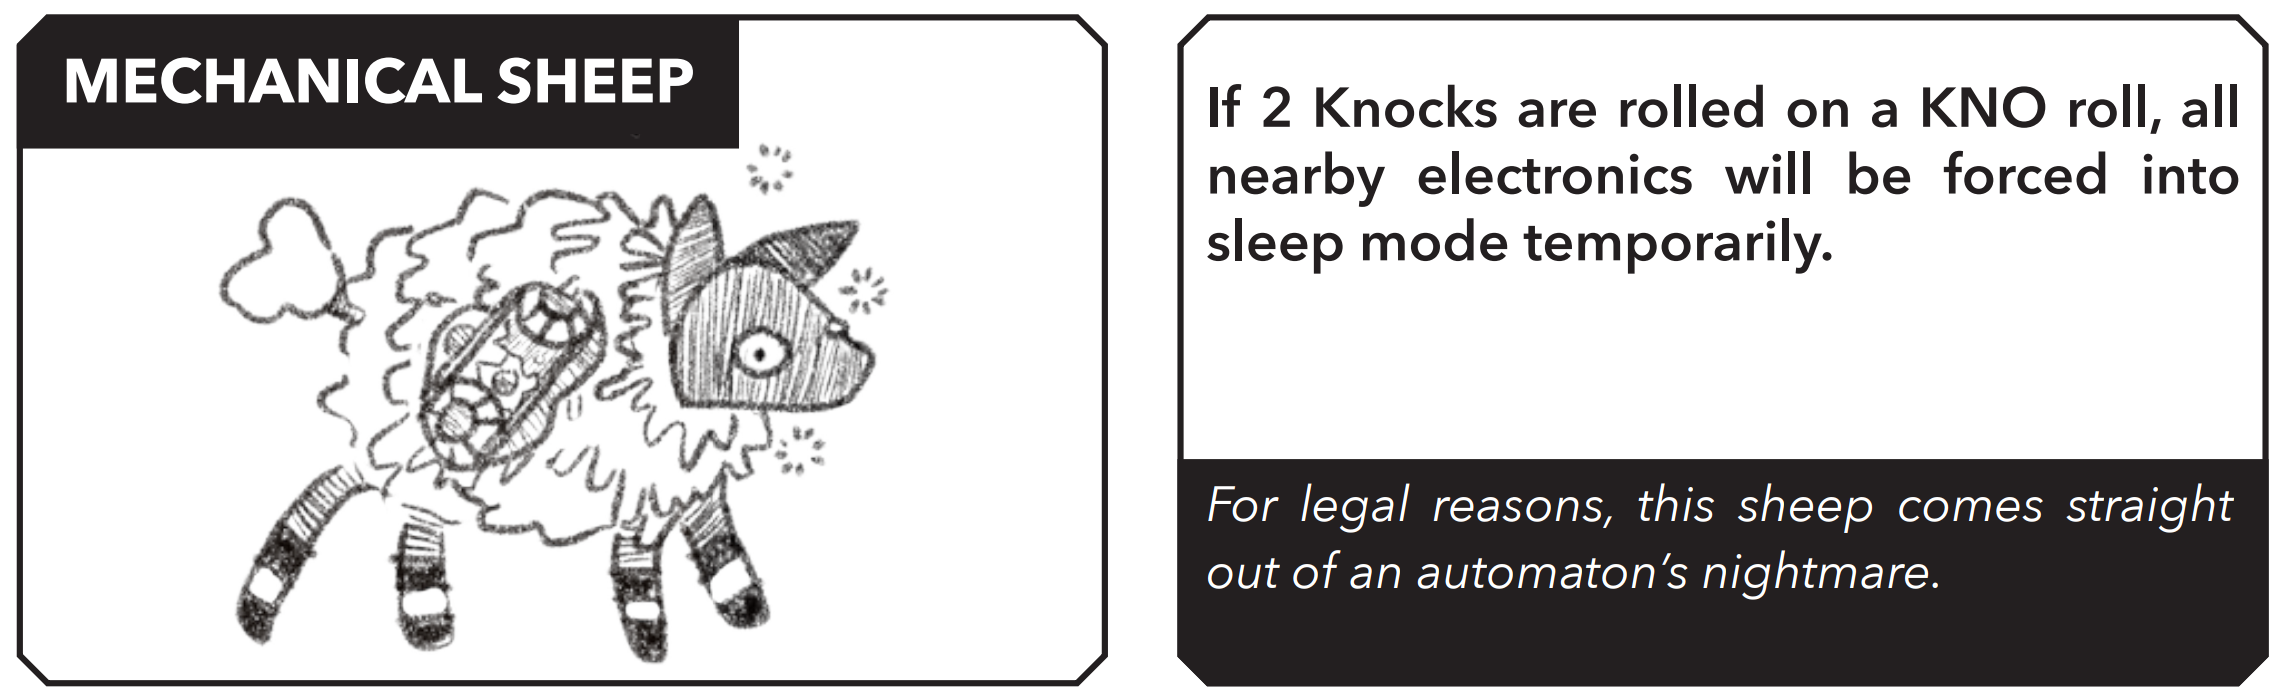 MECHANICAL SHEEP
If 2 Knocks are rolled on a KNO roll, all
nearby electronics will be forced into
sleep mode temporarily.
For legal reasons, this sheep comes straight
out of an automaton’s nightmare.